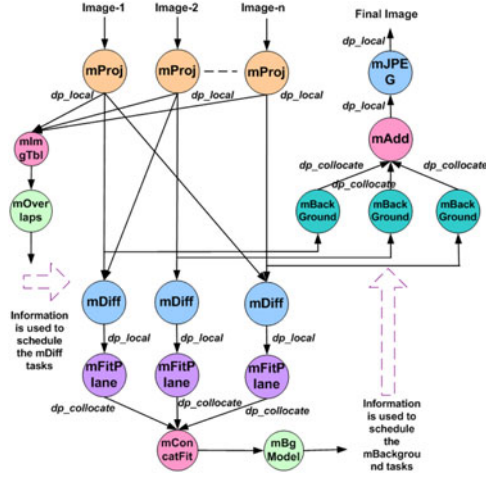 Image-1
Image-2
Image-n
Final Image
mProj
mProj
mProj
dp_local
dp_local
dp_local
dp_local
mJPE
G
dp_local
mAdd
mIm
gTbl
mOver
laps
dp_collocate
dp_collocate
dp_collocate
mBack
Ground
mBack
Ground
mBack
Ground
Information
is used to
schedule
the mDiff
tasks
mDiff
mDiff
mDiff
dp_local
dp_local
dp_local
mFitP
lane
mFitP
lane
mFitP
lane
dp_collocate
dp_collocate
dp_collocate
mCon
catFit
mBg
Model
Information
is used to
schedule
the
mBackgrou
nd tasks